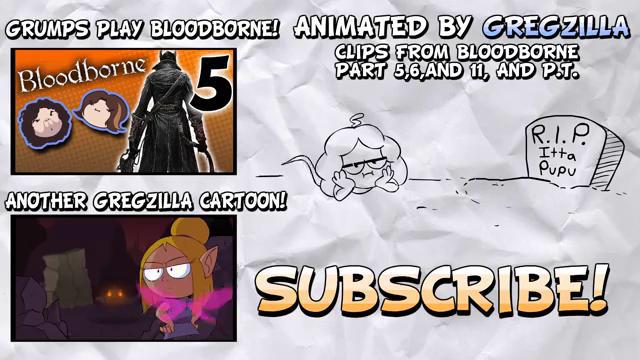 GRUMPS PLAY BLOODBORNE!
Bloodborne
5
ANOTHER GREGZILLA CARTOON!
ANIMATED BY GREGZILLA
CLIPS FROM BLOODBORNE
PART 5,6,AND 11, AND P.T.
R.I.P.
Itta
Pupu
SUBSCRIBE!